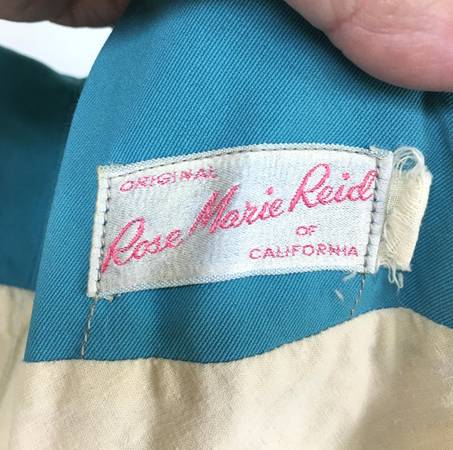 ORIGINAL
Rose Marie Reid
OF
CALIFORNIA